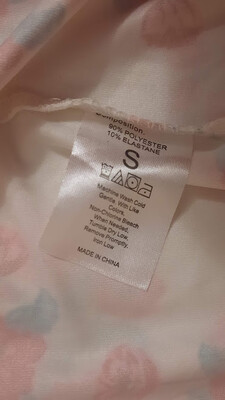 Composition:
90% POLYESTER
10% ELASTANE
S
Machine Wash Cold
Gentle, With Like
Colors,
Non-Chlorine Bleach
When Needed,
Tumble Dry Low,
Remove Promptly,
Iron Low
MADE IN CHINA